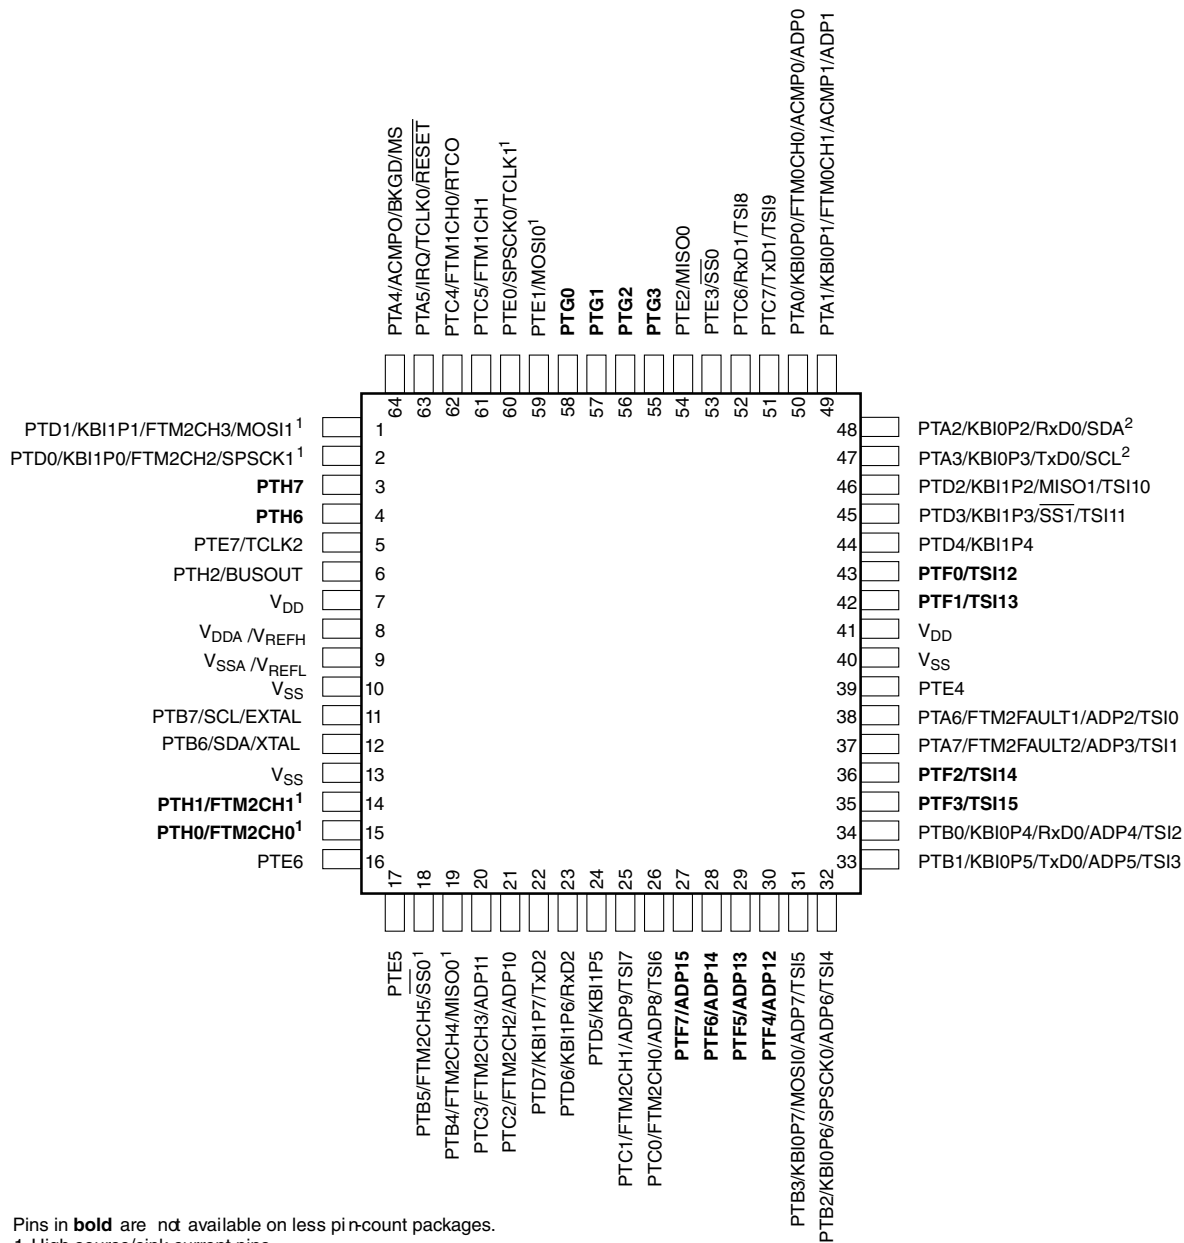 PTA4/ACMPO/BKGD/MS
PTA5/IRQ/TCLK0/RESET
PTC4/FTM1CH0/RTCO
PTC5/FTM1CH1
PTE0/SPSCK0/TCLK1¹
PTE1/MOSI0¹
PTG0
PTG1
PTG2
PTG3
PTE2/MISO0
PTE3/SS0
PTC6/RxD1/TSI8
PTC7/TxD1/TSI9
PTA0/KBI0P0/FTM0CH0/ACMP0/ADP0
PTA1/KBI0P1/FTM0CH1/ACMP1/ADP1
64 63 62 61 60 59 58 57 56 55 54 53 52 51 50 49
PTD1/KBI1P1/FTM2CH3/MOSI1¹ 1
PTD0/KBI1P0/FTM2CH2/SPSCK1¹ 2
PTH7 3
PTH6 4
PTE7/TCLK2 5
PTH2/BUSOUT 6
VDD 7
VDDA /VREFH 8
VSSA /VREFL 9
VSS 10
PTB7/SCL/EXTAL 11
PTB6/SDA/XTAL 12
VSS 13
PTH1/FTM2CH1¹ 14
PTH0/FTM2CH0¹ 15
PTE6 16
48 PTA2/KBI0P2/RxD0/SDA²
47 PTA3/KBI0P3/TxD0/SCL²
46 PTD2/KBI1P2/MISO1/TSI10
45 PTD3/KBI1P3/SS1/TSI11
44 PTD4/KBI1P4
43 PTF0/TSI12
42 PTF1/TSI13
41 VDD
40 VSS
39 PTE4
38 PTA6/FTM2FAULT1/ADP2/TSI0
37 PTA7/FTM2FAULT2/ADP3/TSI1
36 PTF2/TSI14
35 PTF3/TSI15
34 PTB0/KBI0P4/RxD0/ADP4/TSI2
33 PTB1/KBI0P5/TxD0/ADP5/TSI3
17 18 19 20 21 22 23 24 25 26 27 28 29 30 31 32
PTE5
PTB5/FTM2CH5/SS0¹
PTB4/FTM2CH4/MISO0¹
PTC3/FTM2CH3/ADP11
PTC2/FTM2CH2/ADP10
PTD7/KBI1P7/TxD2
PTD6/KBI1P6/RxD2
PTD5/KBI1P5
PTC1/FTM2CH1/ADP9/TSI7
PTC0/FTM2CH0/ADP8/TSI6
PTF7/ADP15
PTF6/ADP14
PTF5/ADP13
PTF4/ADP12
PTB3/KBI0P7/MOSI0/ADP7/TSI5
PTB2/KBI0P6/SPSCK0/ADP6/TSI4
Pins in bold are not available on less pin-count packages.
1 High source/sink current pins